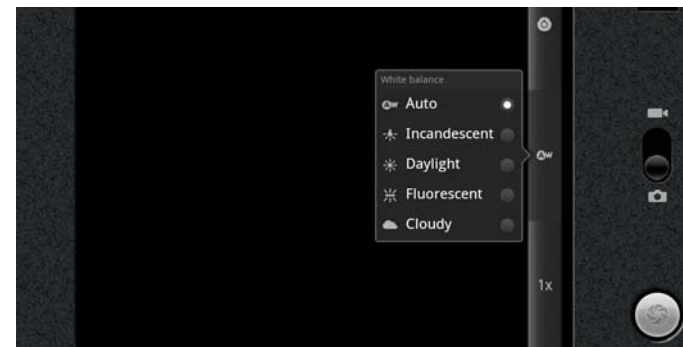 White balance
Auto
Incandescent
Daylight
Fluorescent
Cloudy
1x